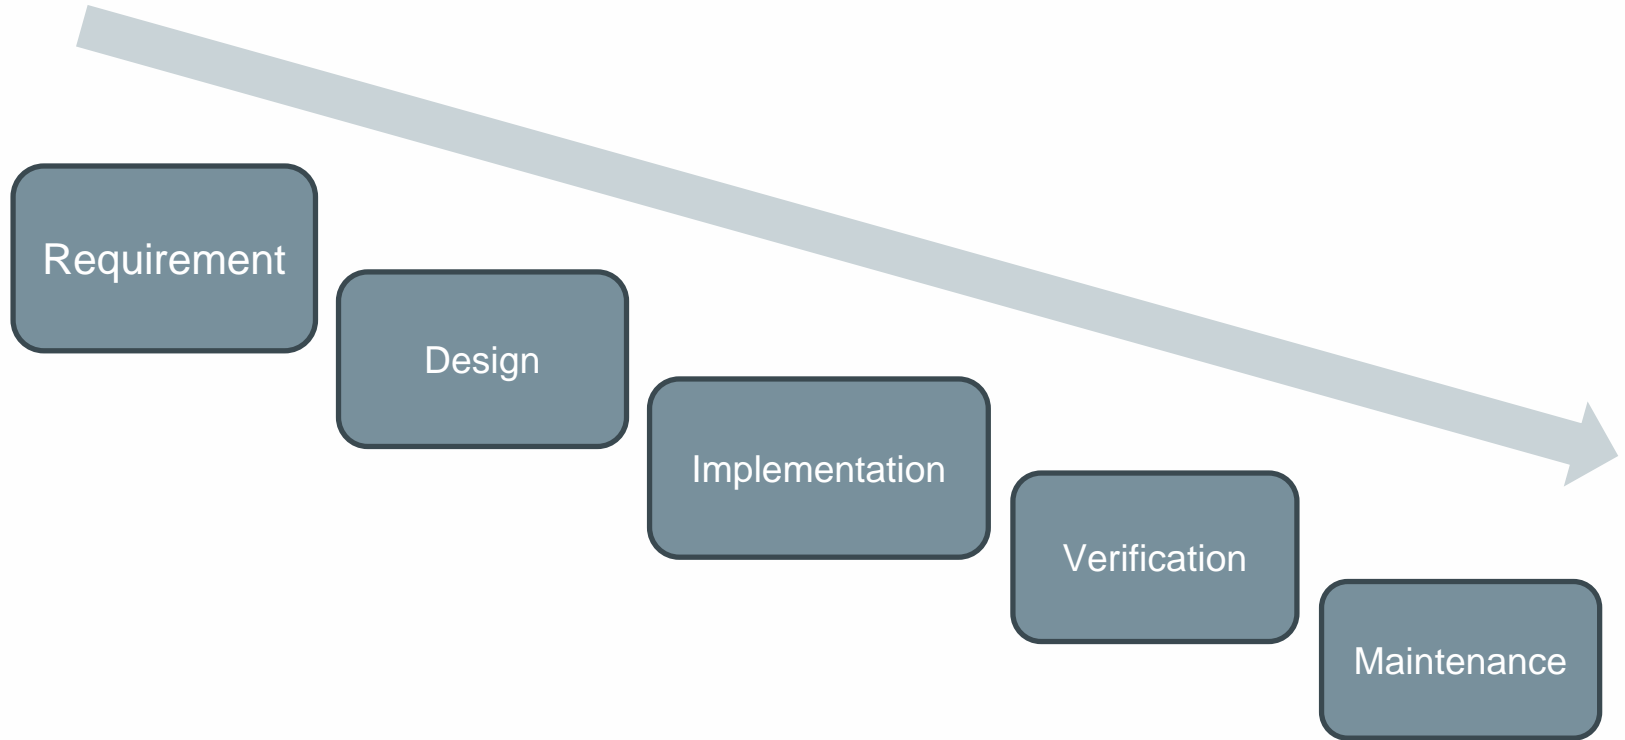 Requirement
Design
Implementation
Verification
Maintenance